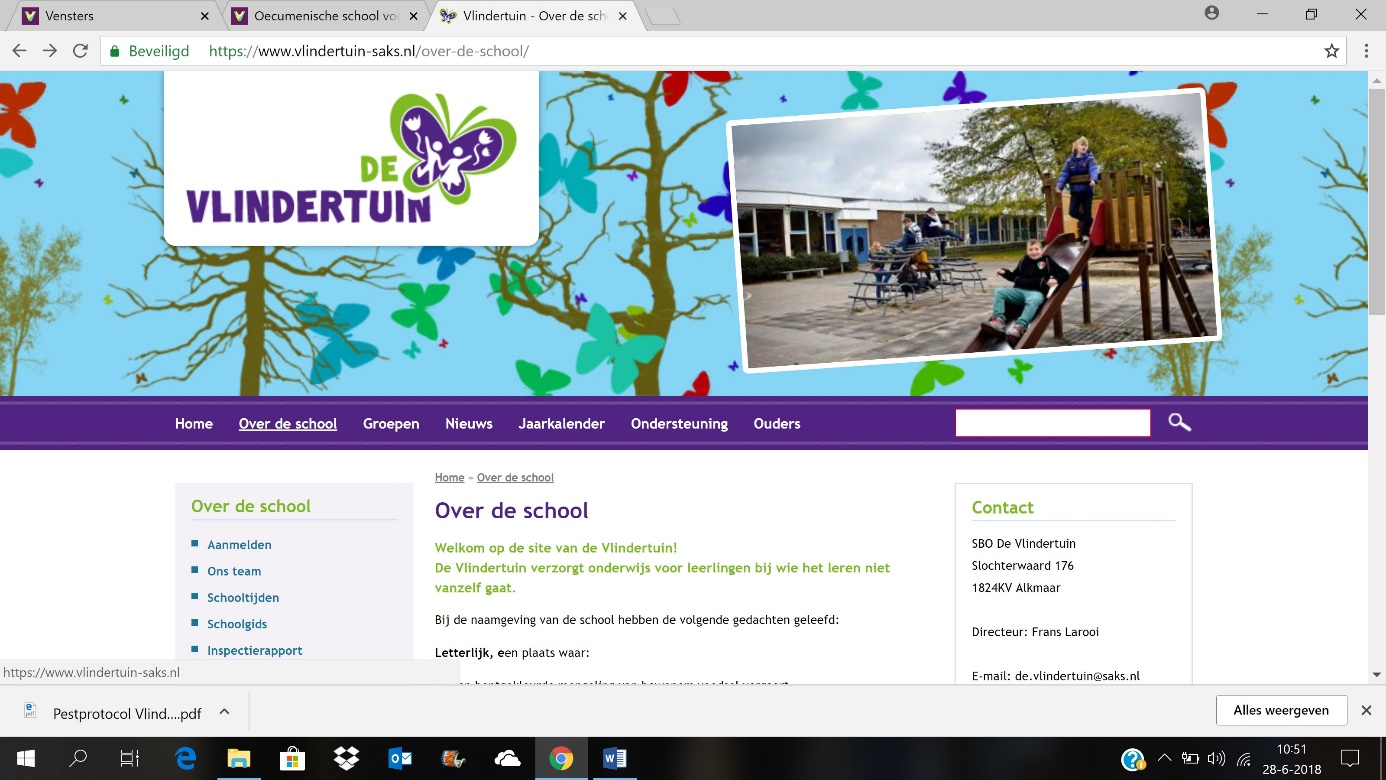 Vensters
Oecumenische school vo
Vlindertuin - Over de sch
Beveiligd https://www.vlindertuin-saks.nl/over-de-school/
DE
VLINDERTUIN
Home Over de school Groepen Nieuws Jaarkalender Ondersteuning Ouders
Home » Over de school
Over de school
Aanmelden
Ons team
Schooltijden
Schoolgids
Inspectierapport
Over de school
Welkom op de site van de Vlindertuin!
De Vlindertuin verzorgt onderwijs voor leerlingen bij wie het leren niet
vanzelf gaat.
Bij de naamgeving van de school hebben de volgende gedachten geleefd:
Letterlijk, een plaats waar:
Contact
SBO De Vlindertuin
Slochterwaard 176
1824KV Alkmaar
Directeur: Frans Larooi
E-mail: de.vlindertuin@saks.nl
https://www.vlindertuin-saks.nl
Pestprotocol Vlind....pdf
Alles weergeven
10:51
28-6-2018